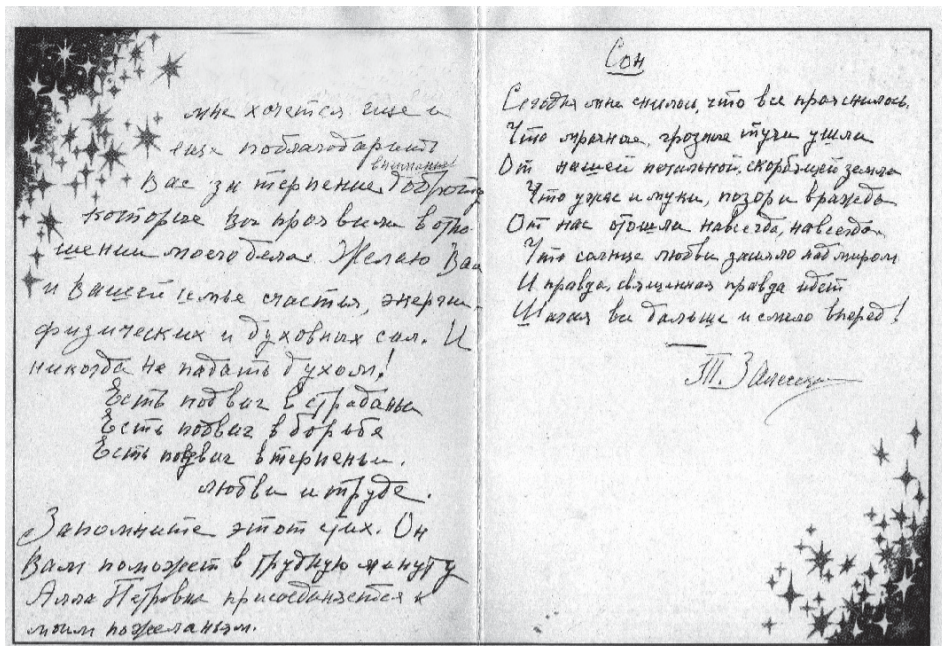 мне хочется еще и
еще поблагодарить
внимание
Вас за терпение доброту
которые Вы проявили в отно-
шении моего дела. Желаю Вам
и Вашей семье счастья, энергии
физических и духовных сил. И
никогда не падать духом!
Есть подвиг в страданьи
Есть подвиг в борьбе
Есть подвиг в терпеньи.
любви и труде.
Запомните этот стих. Он
Вам поможет в трудную минуту
Алла Петровна присоединяется к
моим пожеланьям.
Сон
Сегодня мне снилось, что все прояснилось,
Что мрачные, грозные тучи ушли
От нашей печальной, скорбящей земли
Что ужас и муки, позор и вражда
От нас отошли навсегда, навсегда.
Что солнце любви засияло над миром
И правда, священная правда идет
Шагая все дальше и смело вперед!
Т.